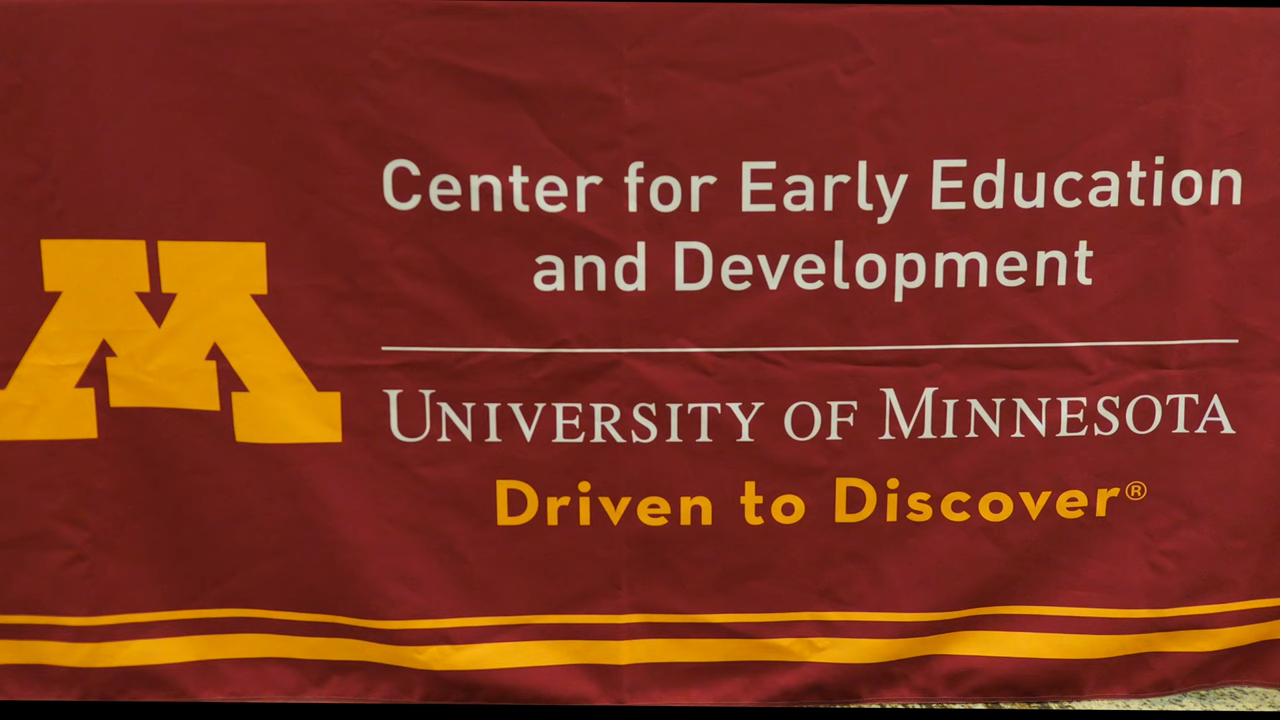 Center for Early Education
and Development
M
UNIVERSITY OF MINNESOTA
Driven to Discover®